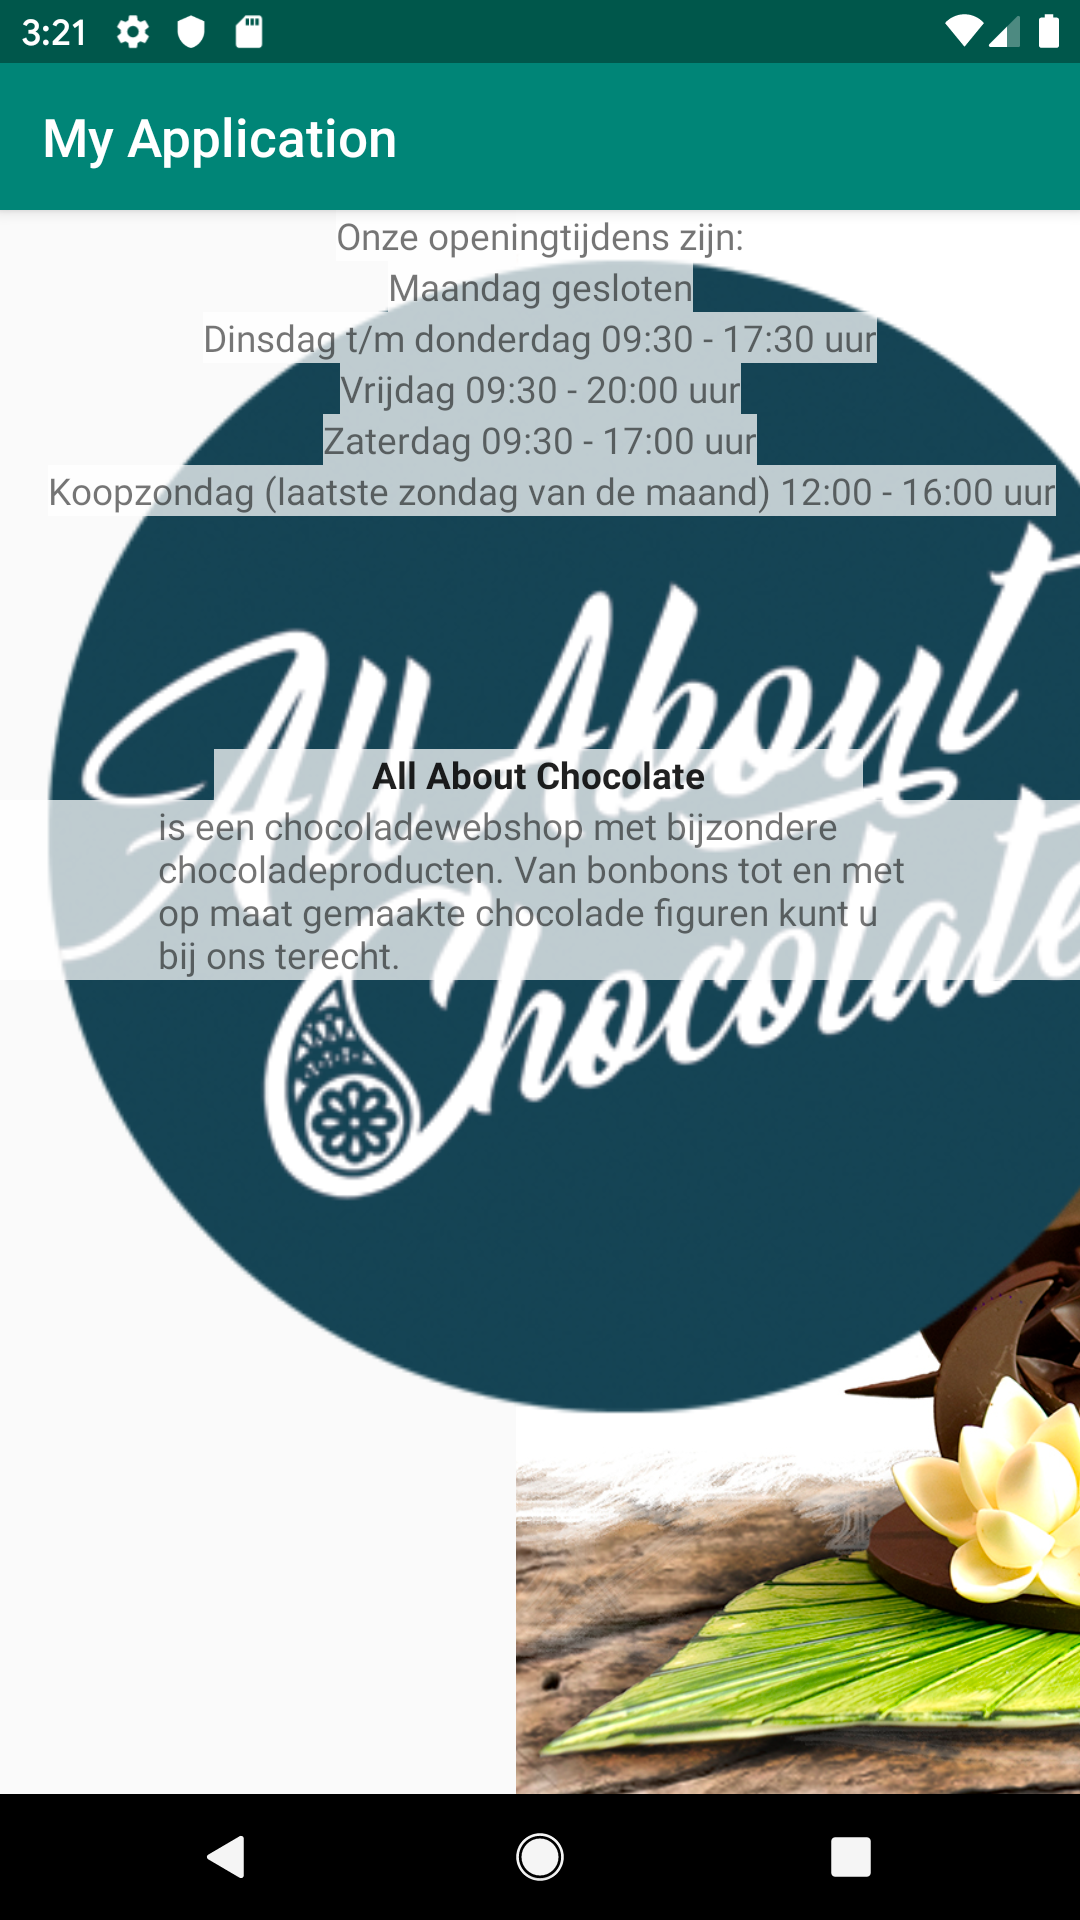 3:21
My Application
Onze openingtijdens zijn:
Maandag gesloten
Dinsdag t/m donderdag 09:30 - 17:30 uur
Vrijdag 09:30 - 20:00 uur
Zaterdag 09:30 - 17:00 uur
Koopzondag (laatste zondag van de maand) 12:00 - 16:00 uur
All About
Chocolate
All About Chocolate
is een chocoladewebshop met bijzondere
chocoladeproducten. Van bonbons tot en met
op maat gemaakte chocolade figuren kunt u
bij ons terecht.